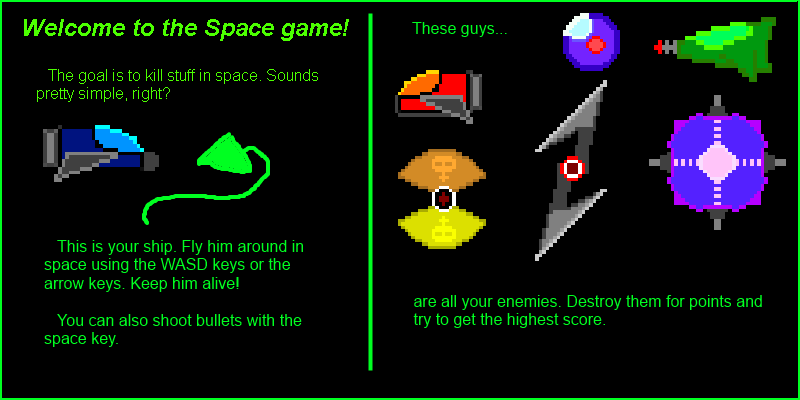 Welcome to the Space game!
The goal is to kill stuff in space. Sounds
pretty simple, right?
This is your ship. Fly him around in
space using the WASD keys or the
arrow keys. Keep him alive!
You can also shoot bullets with the
space key.
These guys...
are all your enemies. Destroy them for points and
try to get the highest score.